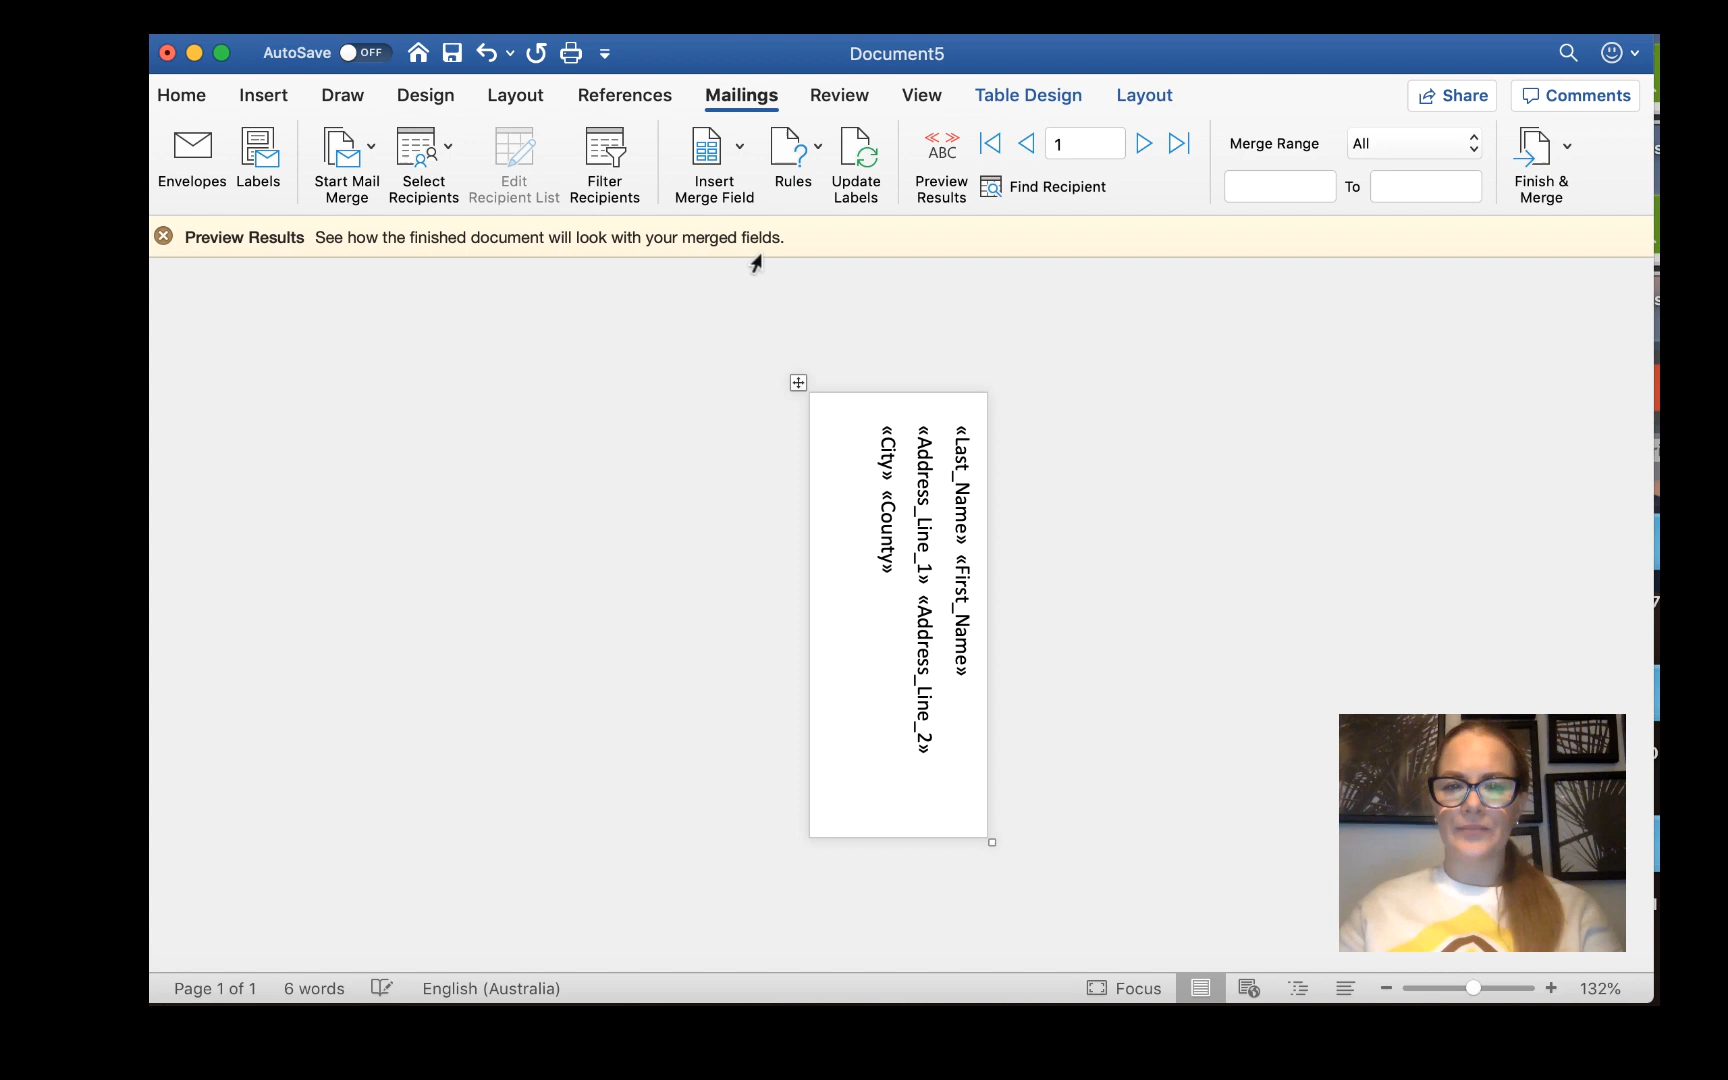 AutoSave OFF Document5
Home Insert Draw Design Layout References Mailings Review View Table Design Layout Share Comments
Envelopes Labels Start Mail Merge Select Recipients Edit Recipient List Filter Recipients Insert Merge Field Rules Update Labels ABC Preview Results 1 Find Recipient Merge Range All To Finish & Merge
Preview Results See how the finished document will look with your merged fields.
«Last_Name» «First_Name»
«Address_Line_1» «Address_Line_2»
«City» «County»
Page 1 of 1 6 words English (Australia) Focus 132%